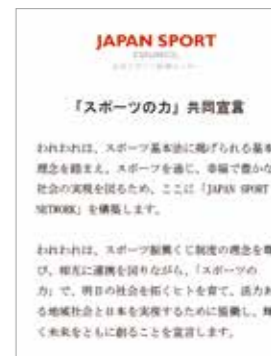 JAPAN SPORT
COUNCIL
「スポーツの力」共同宣言
われわれは、スポーツ基本法に掲げられる基本
理念を踏まえ、スポーツを通じ、幸福で豊かな
社会の実現を図るため、ここに「JAPAN SPORT
NETWORK」を構築します。
われわれは、スポーツ振興くじ制度の理念を尊
び、相互に連携を図りながら、「スポーツの
力」で、明日の社会を拓くヒトを育て、活力あ
る地域社会と日本を実現するために協働し、輝
く未来をともに創ることを宣言します。